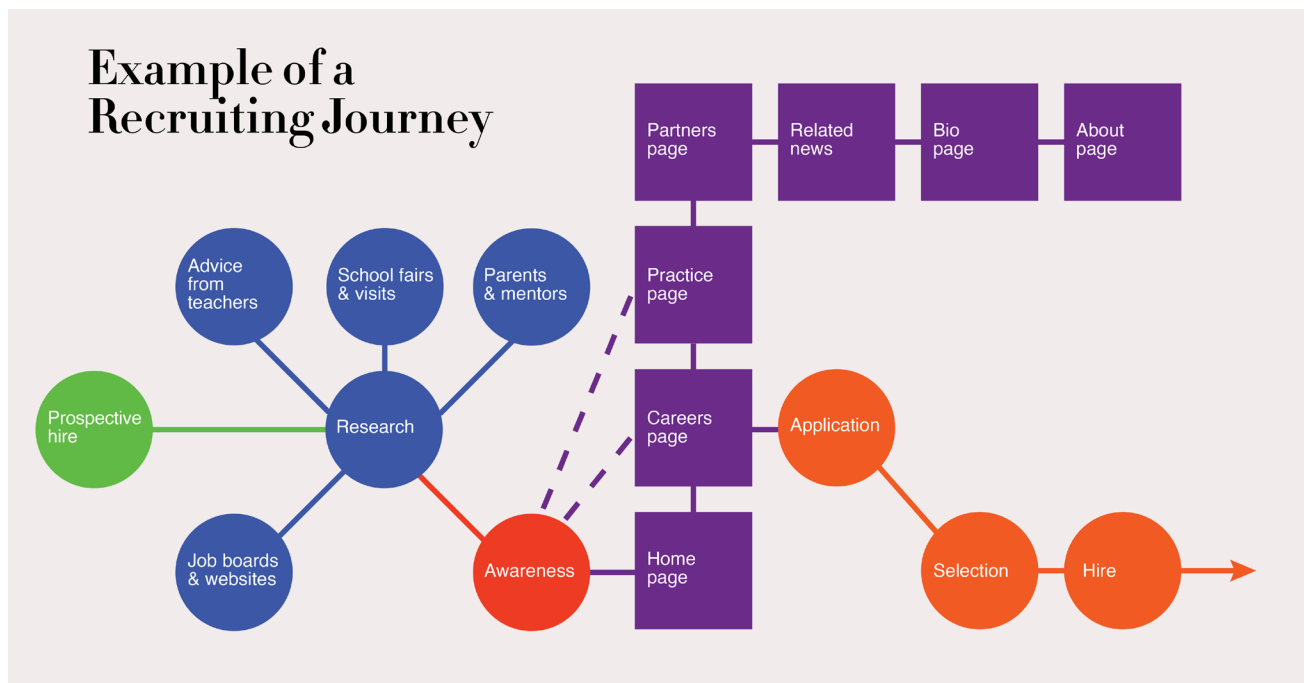 Example of a
Recruiting Journey
Partners
page
Related
news
Bio
page
About
page
Advice
from
teachers
School fairs
& visits
Parents
& mentors
Practice
page
Prospective
hire
Research
Careers
page
Application
Job boards
& websites
Awareness
Home
page
Selection
Hire